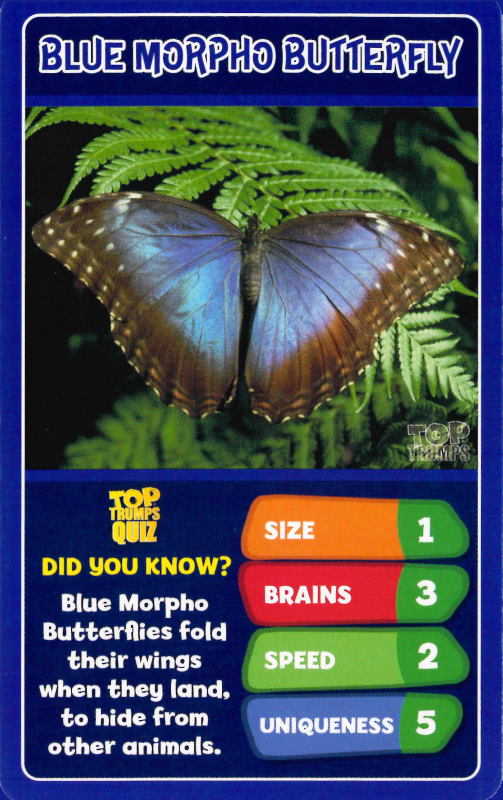 BLUE MORPHO BUTTERFLY
TOP
TRUMPS
TOP
TRUMPS
QUIZ
DID YOU KNOW?
Blue Morpho
Butterflies fold
their wings
when they land,
to hide from
other animals.
SIZE 1
BRAINS 3
SPEED 2
UNIQUENESS 5